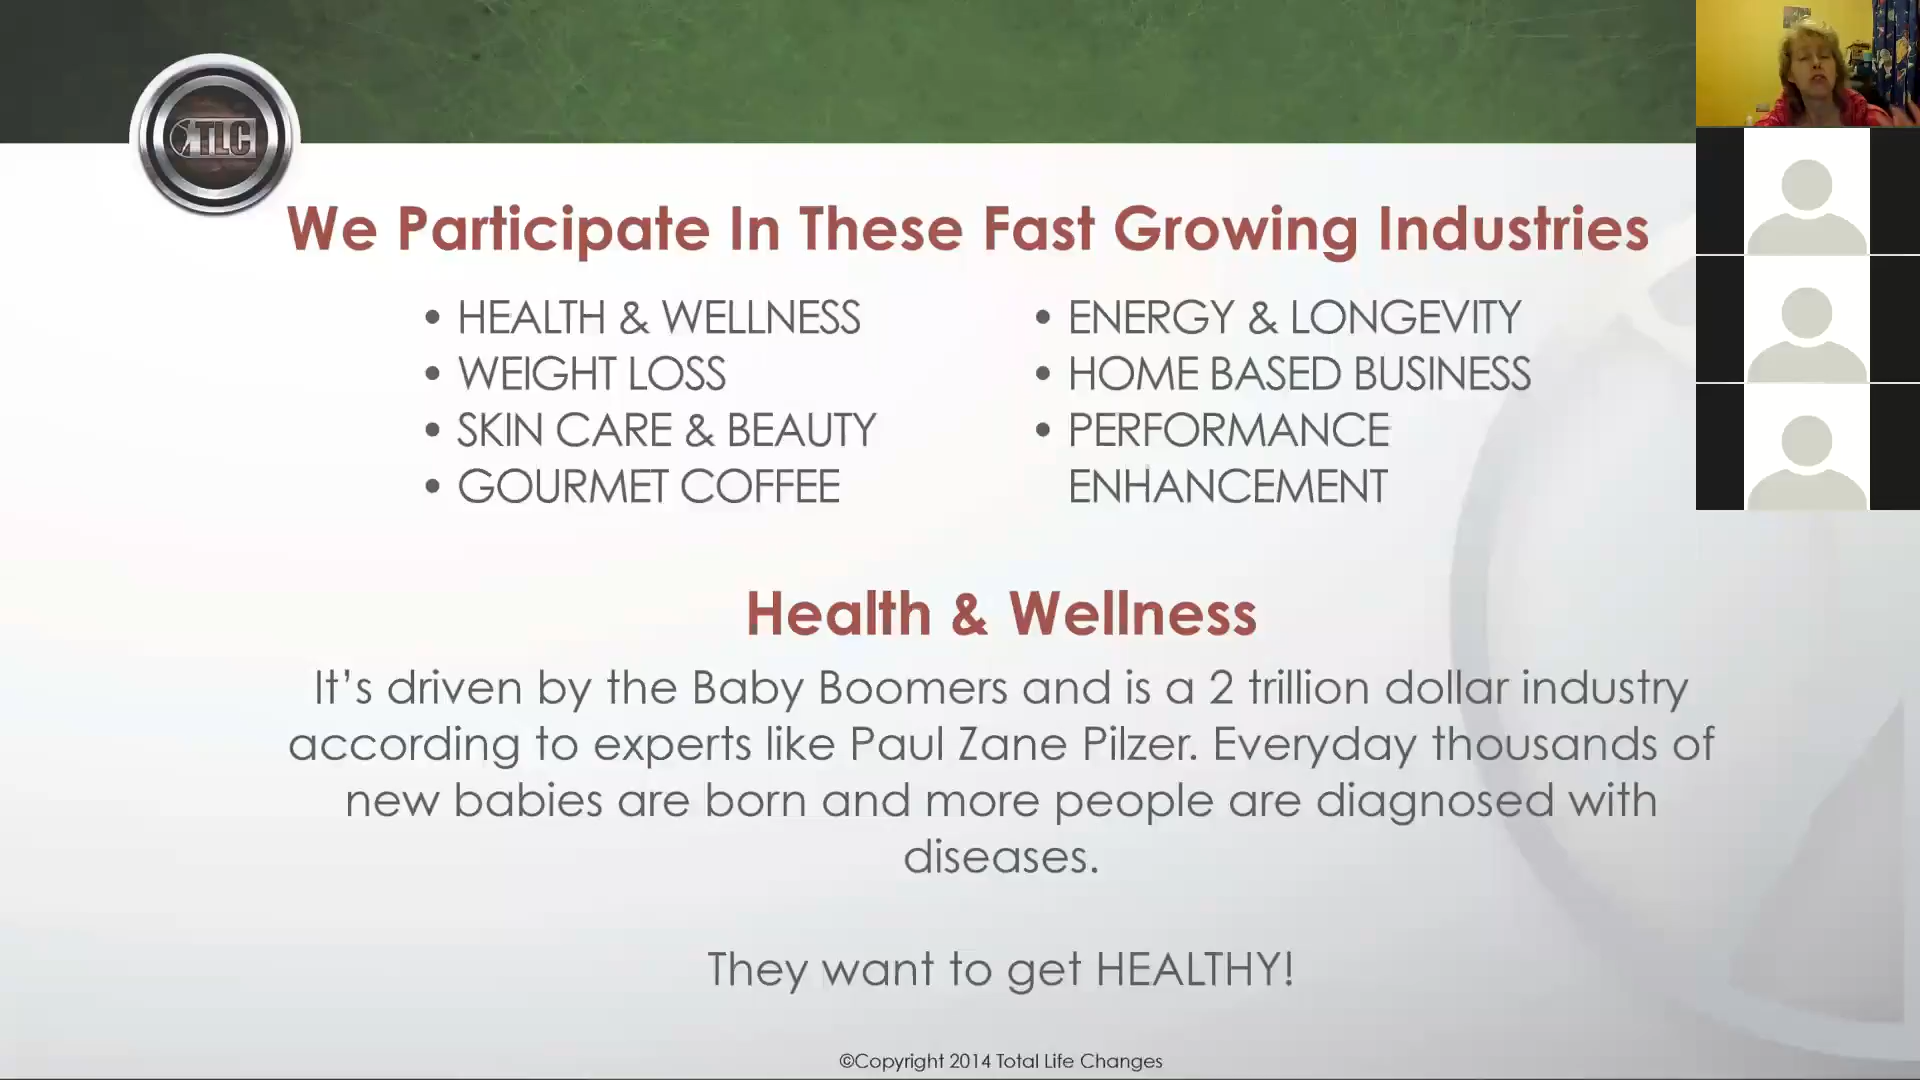 TLC
We Participate In These Fast Growing Industries
• HEALTH & WELLNESS
• WEIGHT LOSS
• SKIN CARE & BEAUTY
• GOURMET COFFEE
• ENERGY & LONGEVITY
• HOME BASED BUSINESS
• PERFORMANCE
ENHANCEMENT
Health & Wellness
It’s driven by the Baby Boomers and is a 2 trillion dollar industry
according to experts like Paul Zane Pilzer. Everyday thousands of
new babies are born and more people are diagnosed with
diseases.
They want to get HEALTHY!
©Copyright 2014 Total Life Changes